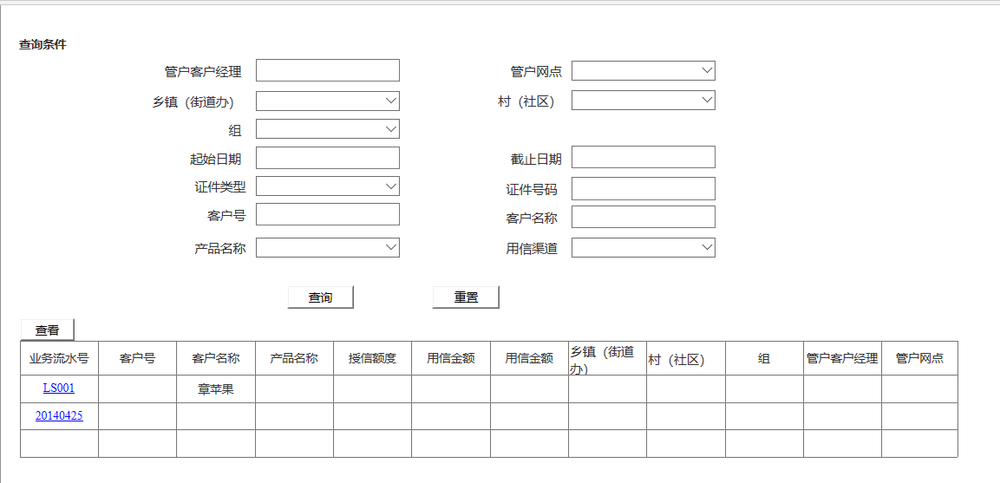 查询条件
管户客户经理
管户网点
乡镇（街道办）
村（社区）
组
起始日期
截止日期
证件类型
证件号码
客户号
客户名称
产品名称
用信渠道
查询
重置
查看
业务流水号
客户号
客户名称
产品名称
授信额度
用信金额
用信金额
乡镇（街道
办）
村（社区）
组
管户客户经理
管户网点
LS001
章苹果
20140425